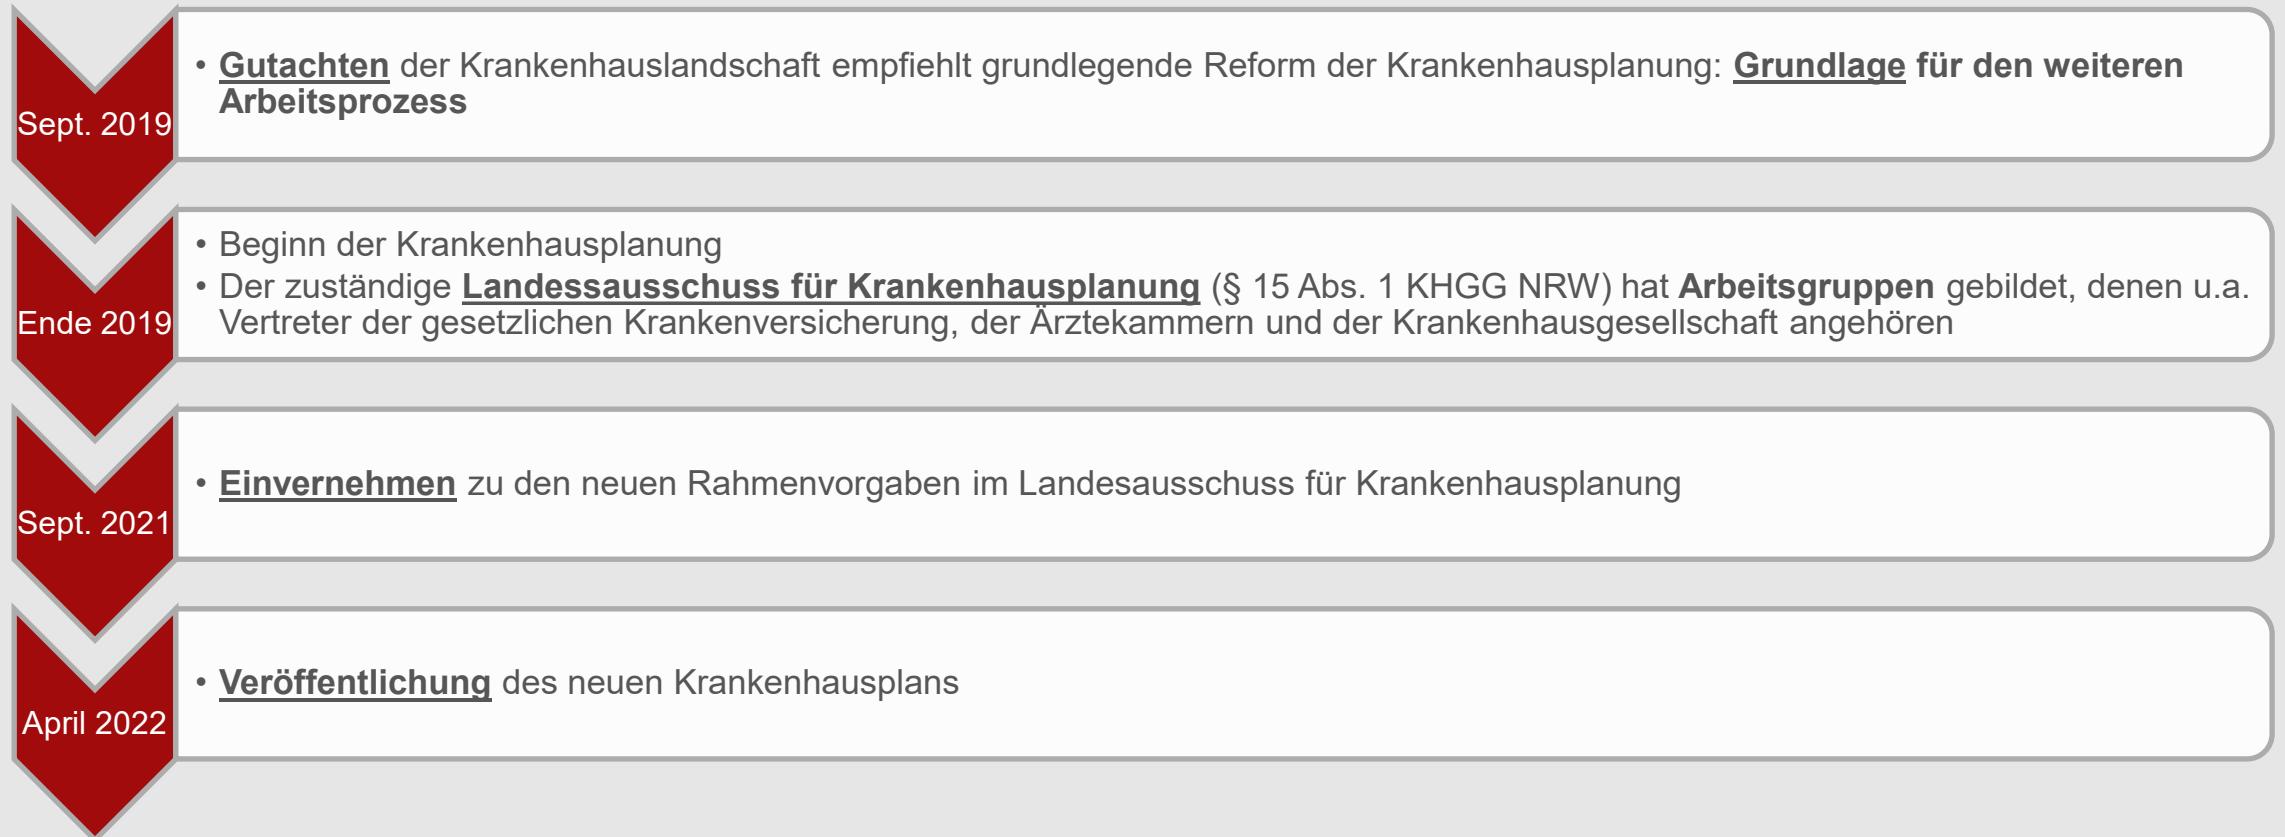 Sept. 2019
• Gutachten der Krankenhauslandschaft empfiehlt grundlegende Reform der Krankenhausplanung: Grundlage für den weiteren
Arbeitsprozess
Ende 2019
• Beginn der Krankenhausplanung
• Der zuständige Landessausschuss für Krankenhausplanung (§ 15 Abs. 1 KHGG NRW) hat Arbeitsgruppen gebildet, denen u.a.
Vertreter der gesetzlichen Krankenversicherung, der Ärztekammern und der Krankenhausgesellschaft angehören
Sept. 2021
• Einvernehmen zu den neuen Rahmenvorgaben im Landesausschuss für Krankenhausplanung
April 2022
• Veröffentlichung des neuen Krankenhausplans